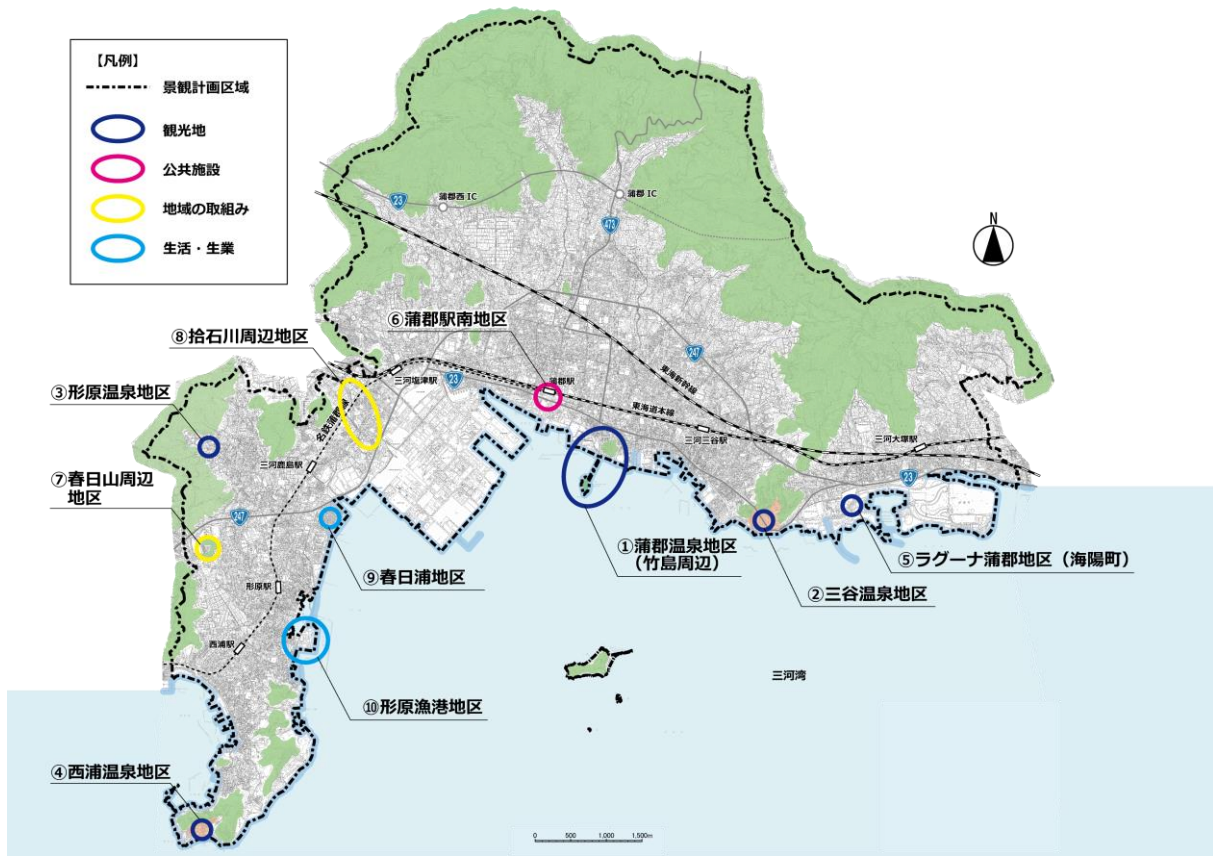 【凡例】
景観計画区域
観光地
公共施設
地域の取組み
生活・生業
N
23
蒲郡西 IC
蒲郡 IC
473
⑧拾石川周辺地区
⑥蒲郡駅南地区
247
東海道新幹線
三河塩津駅
23
蒲郡駅
東海道本線
③形原温泉地区
名鉄蒲郡線
三河三谷駅
三河大塚駅
三河鹿島駅
23
⑦春日山周辺
地区
247
①蒲郡温泉地区
(竹島周辺)
⑤ラグーナ蒲郡地区（海陽町）
⑨春日浦地区
②三谷温泉地区
形原駅
西浦駅
三河湾
⑩形原漁港地区
④西浦温泉地区
0 500 1,000 1,500m